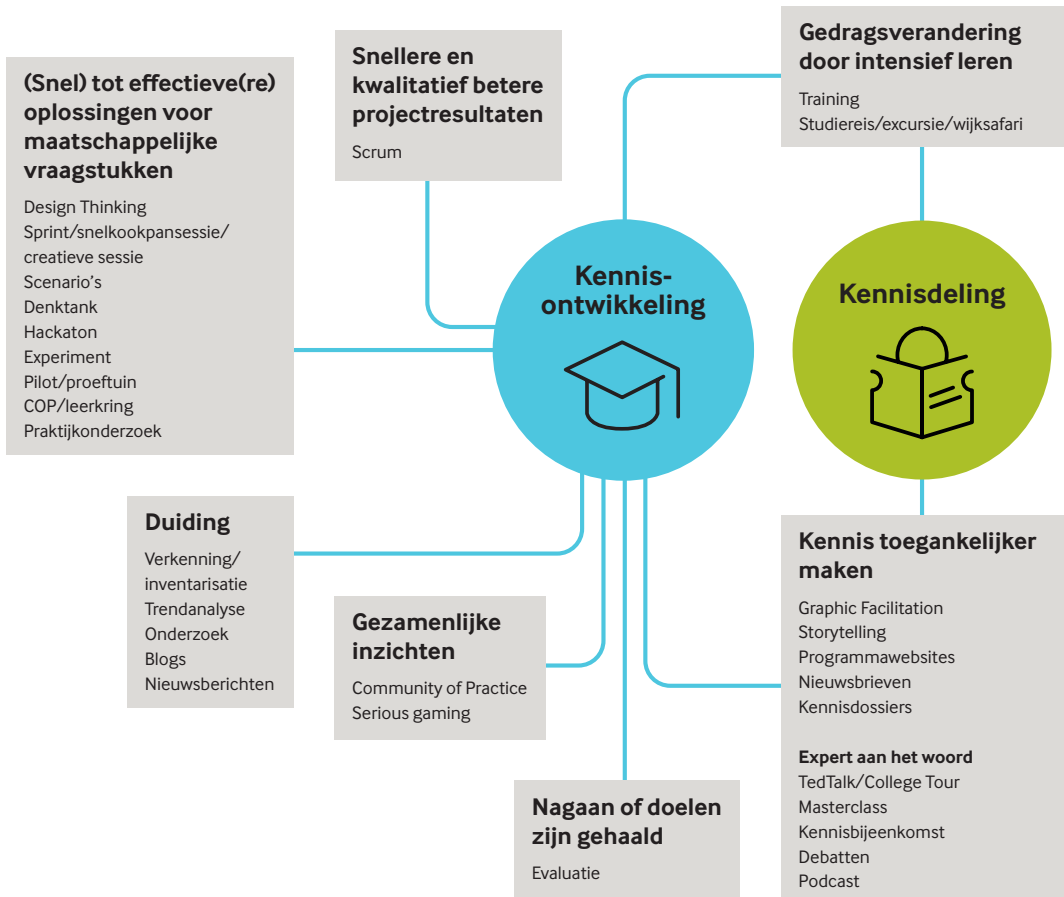 (Snel) tot effectieve(re)
oplossingen voor
maatschappelijke
vraagstukken
Design Thinking
Sprint/snelkookpansessie/
creatieve sessie
Scenario's
Denktank
Hackaton
Experiment
Pilot/proeftuin
COP/leerkring
Praktijkonderzoek
Snellere en
kwalitatief betere
projectresultaten
Scrum
Gedragsverandering
door intensief leren
Training
Studiereis/excursie/wijksafari
Kennis-
ontwikkeling
Kennisdeling
Duiding
Verkenning/
inventarisatie
Trendanalyse
Onderzoek
Blogs
Nieuwsberichten
Gezamenlijke
inzichten
Community of Practice
Serious gaming
Nagaan of doelen
zijn gehaald
Evaluatie
Kennis toegankelijker
maken
Graphic Facilitation
Storytelling
Programmawebsites
Nieuwsbrieven
Kennisdossiers
Expert aan het woord
TedTalk/College Tour
Masterclass
Kennisbijeenkomst
Debatten
Podcast